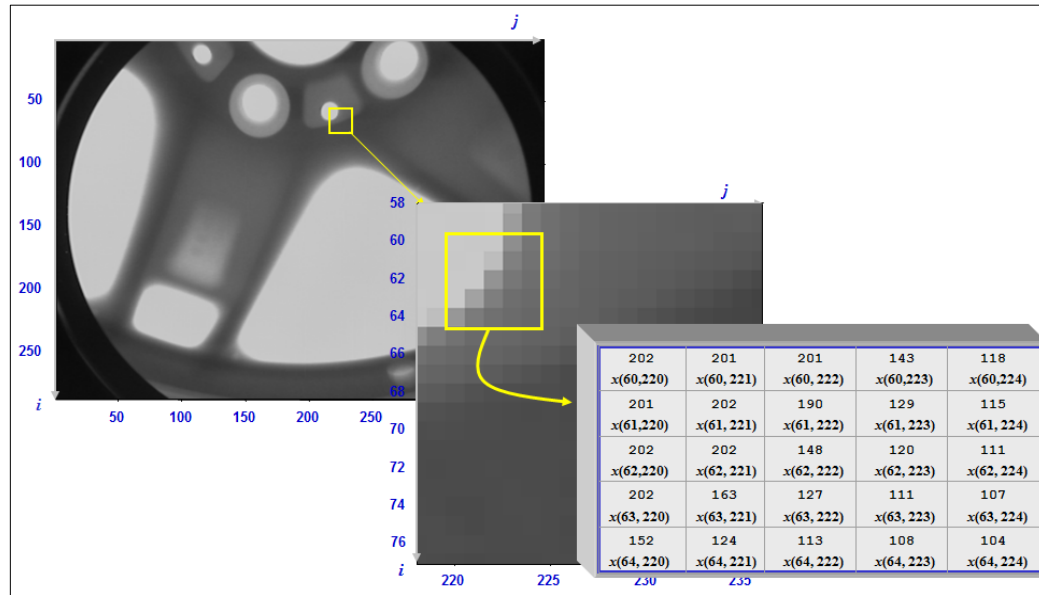 j
50
100
150
200
250
i
50 100 150 200 250
j
58
60
62
64
66
68
70
72
74
76
i
220 225 230 235
202 201 201 143 118
x(60,220) x(60, 221) x(60, 222) x(60,223) x(60,224)
201 202 190 129 115
x(61,220) x(61, 221) x(61, 222) x(61, 223) x(61, 224)
202 202 148 120 111
x(62,220) x(62, 221) x(62, 222) x(62, 223) x(62, 224)
202 163 127 111 107
x(63, 220) x(63, 221) x(63, 222) x(63, 223) x(63, 224)
152 124 113 108 104
x(64, 220) x(64, 221) x(64, 222) x(64, 223) x(64, 224)